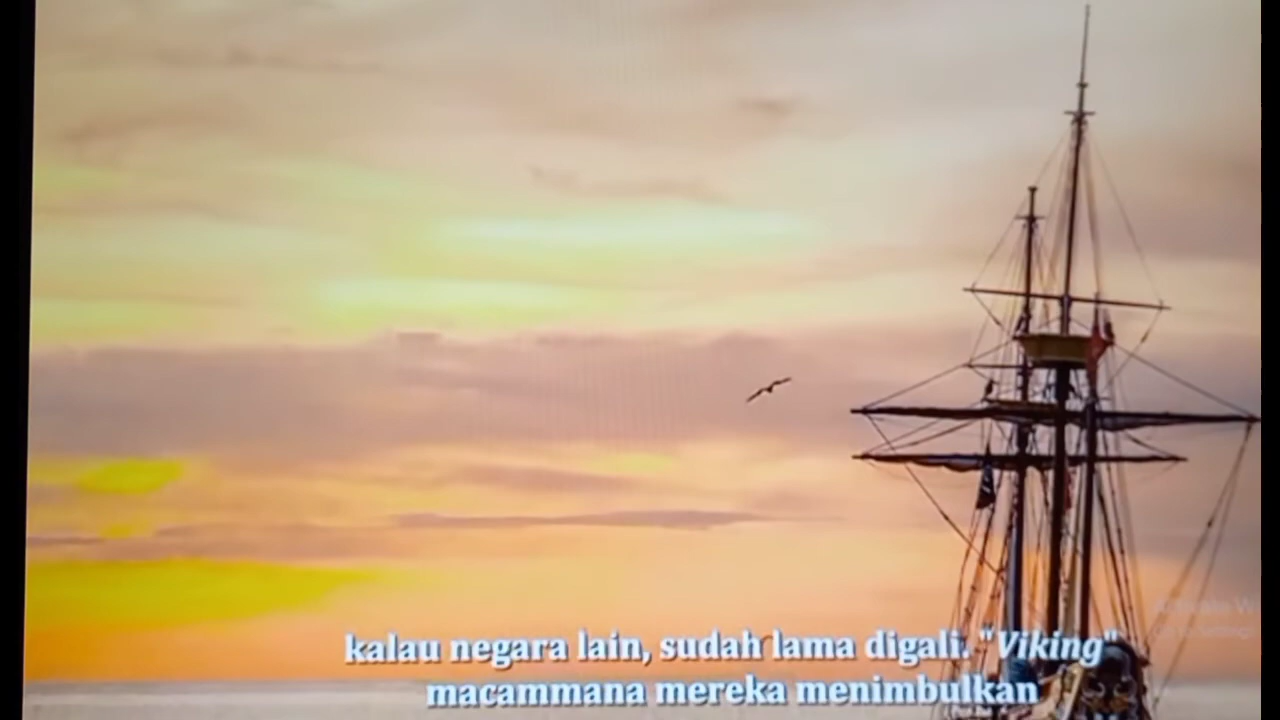 kalau negara lain, sudah lama digali. "Viking"
macammana mereka menimbulkan